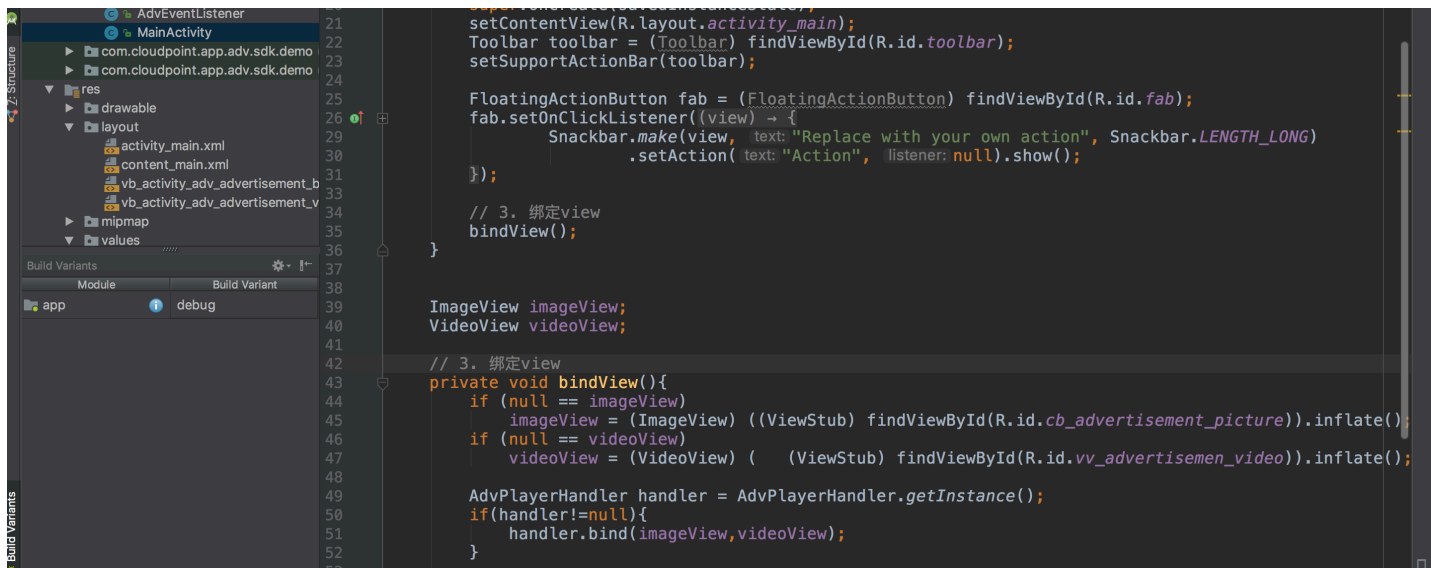 AdvEventListener
MainActivity
com.cloudpoint.app.adv.sdk.demo
com.cloudpoint.app.adv.sdk.demo
res
drawable
layout
activity_main.xml
content_main.xml
vb_activity_adv_advertisement_b
vb_activity_adv_advertisement_v
mipmap
values
Build Variants
Module Build Variant
app debug
Z: Structure
Build Variants
21 setContentView(R.layout.activity_main);
22 Toolbar toolbar = (Toolbar) findViewById(R.id.toolbar);
23 setSupportActionBar(toolbar);
24
25 FloatingActionButton fab = (FloatingActionButton) findViewById(R.id.fab);
26 fab.setOnClickListener((view) → {
29 Snackbar.make(view, text: "Replace with your own action", Snackbar.LENGTH_LONG)
30 .setAction( text: "Action", listener: null).show();
31 });
33
34 // 3. 绑定view
35 bindView();
36 }
37
38
39 ImageView imageView;
40 VideoView videoView;
41
42 // 3. 绑定view
43 private void bindView(){
44 if (null == imageView)
45 imageView = (ImageView) ((ViewStub) findViewById(R.id.cb_advertisement_picture)).inflate();
46 if (null == videoView)
47 videoView = (VideoView) ( (ViewStub) findViewById(R.id.vv_advertisemen_video)).inflate();
48
49 AdvPlayerHandler handler = AdvPlayerHandler.getInstance();
50 if(handler!=null){
51 handler.bind(imageView,videoView);
52 }